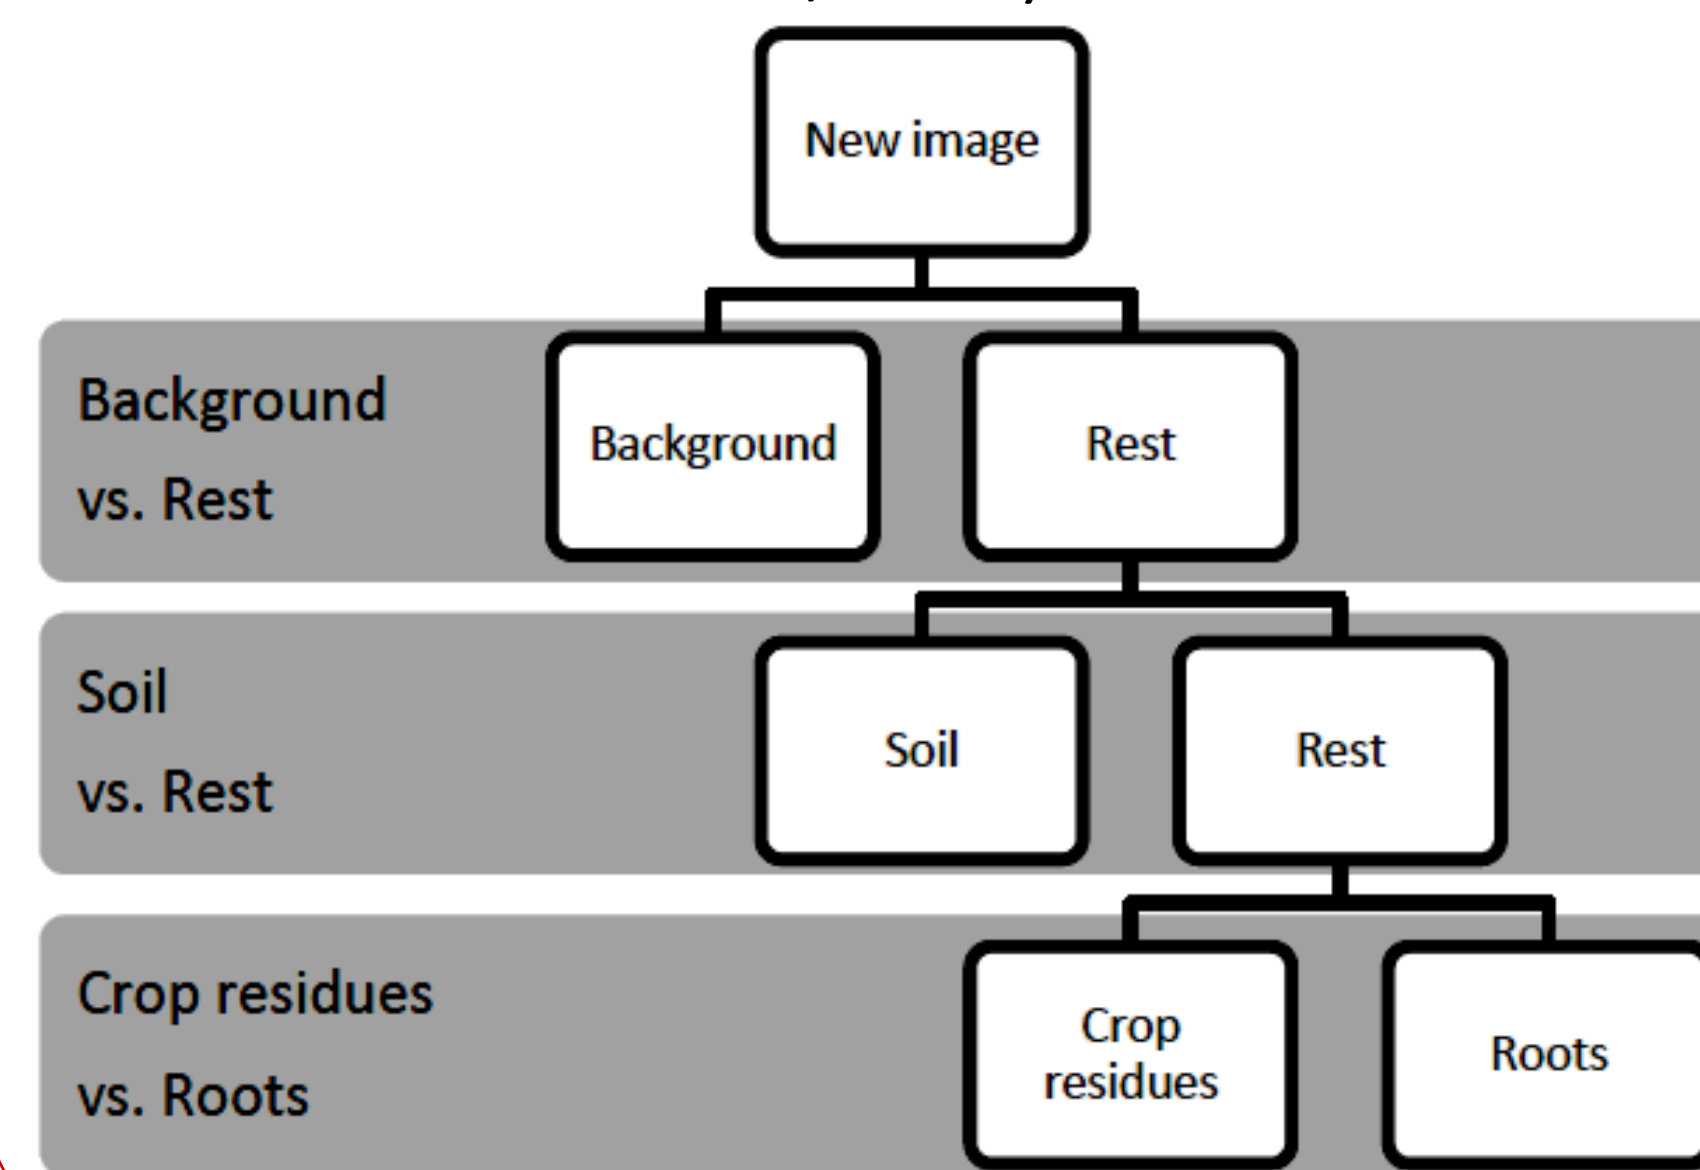 New image
Background
vs. Rest
Background
Rest
Soil
vs. Rest
Soil
Rest
Crop residues
vs. Roots
Crop
residues
Roots